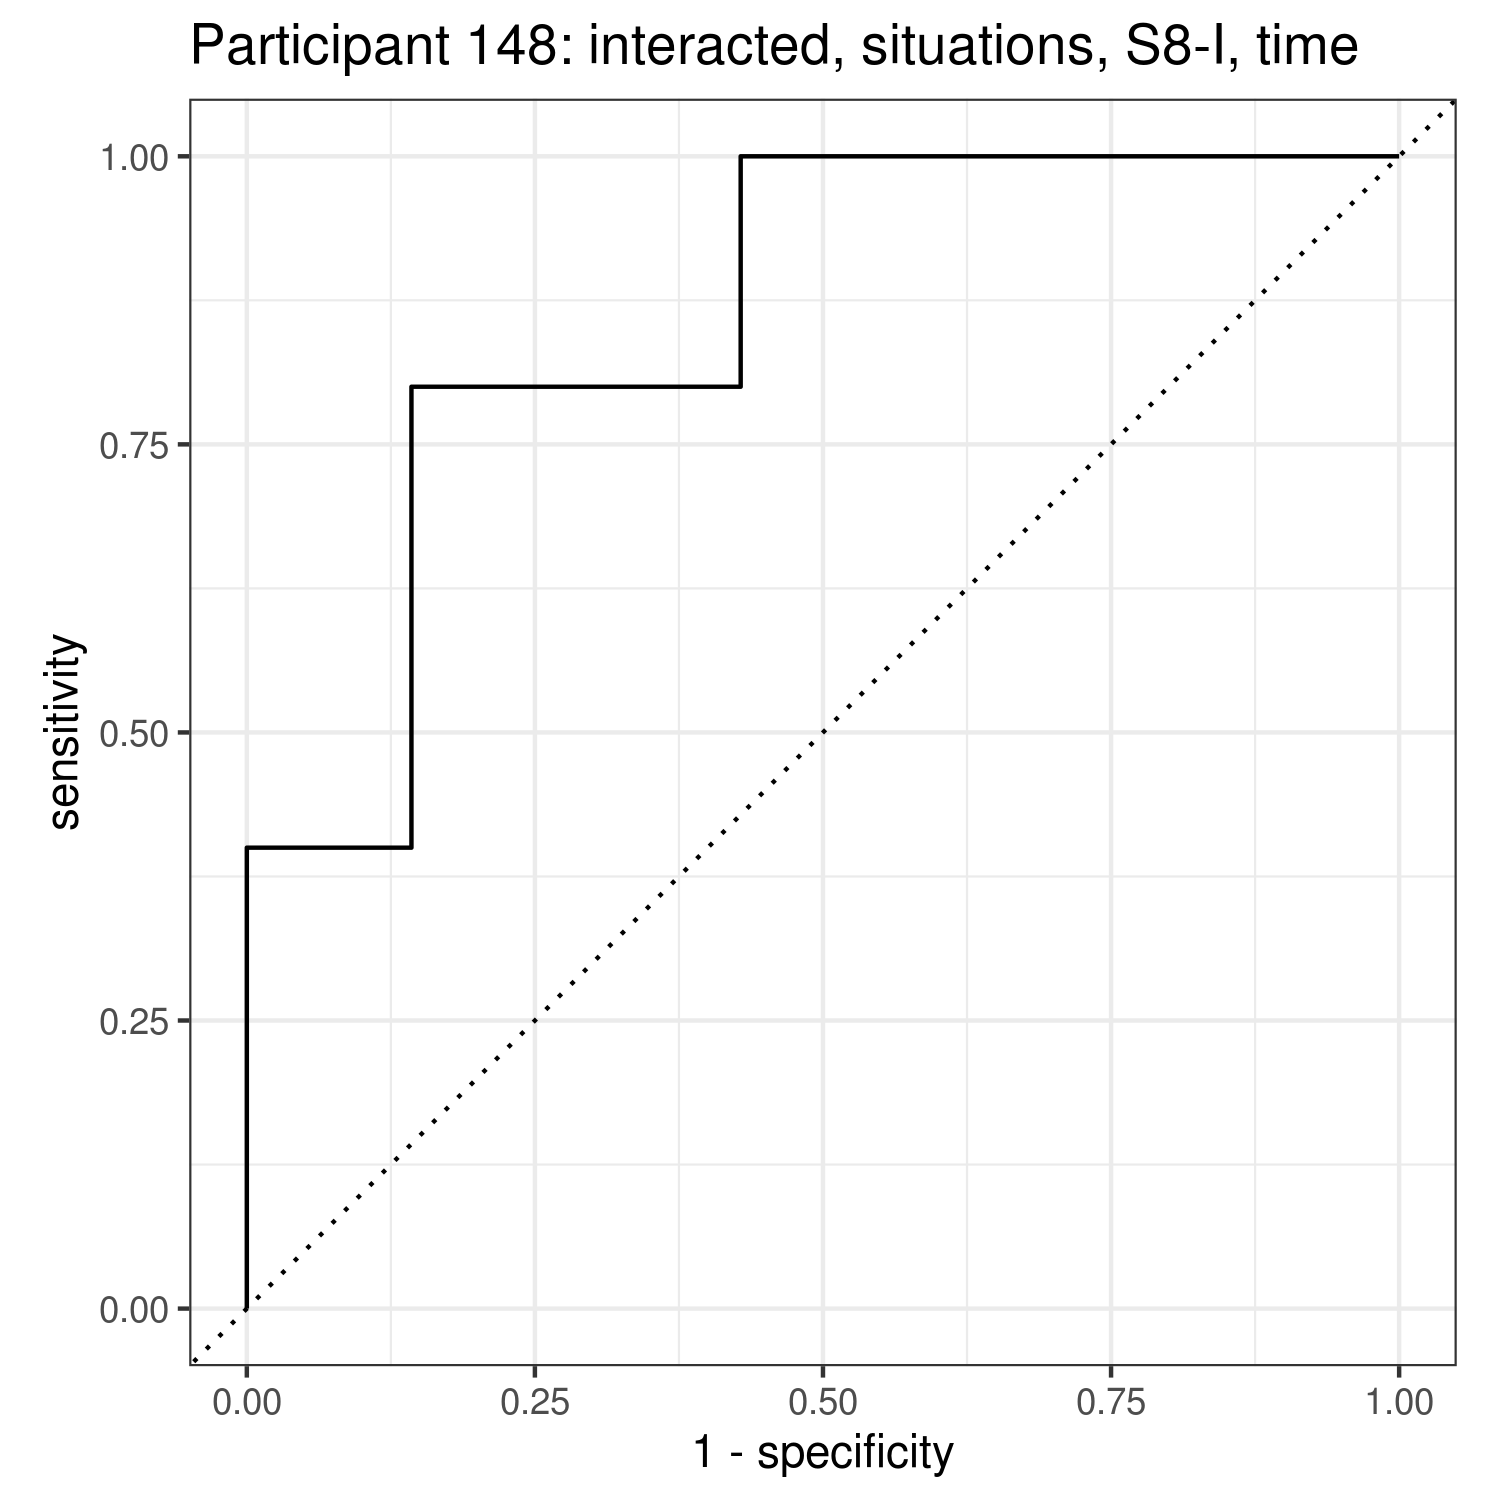 Participant 148: interacted, situations, S8-I, time
1.00
0.75
0.50
0.25
0.00
sensitivity
0.00 0.25 0.50 0.75 1.00
1 - specificity